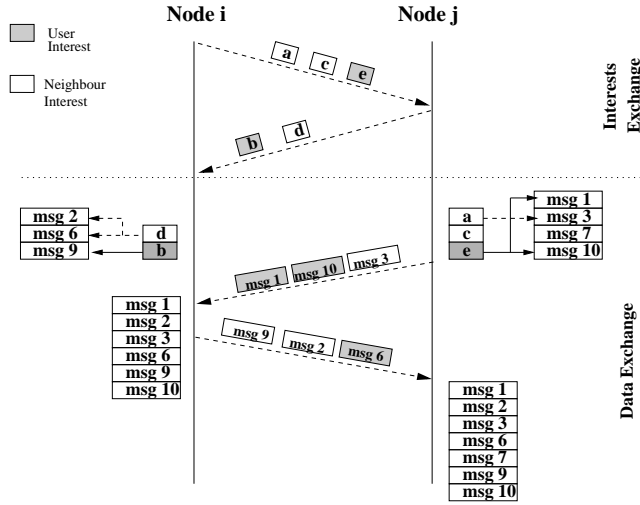 Node i
Node j
User
Interest
Neighbour
Interest
a
c
e
b
d
Interests
Exchange
msg 2
msg 6
msg 9
d
b
a
c
e
msg 1
msg 3
msg 7
msg 10
msg 1
msg 10
msg 3
msg 9
msg 2
msg 6
msg 1
msg 2
msg 3
msg 6
msg 9
msg 10
msg 1
msg 2
msg 3
msg 6
msg 7
msg 9
msg 10
Data Exchange